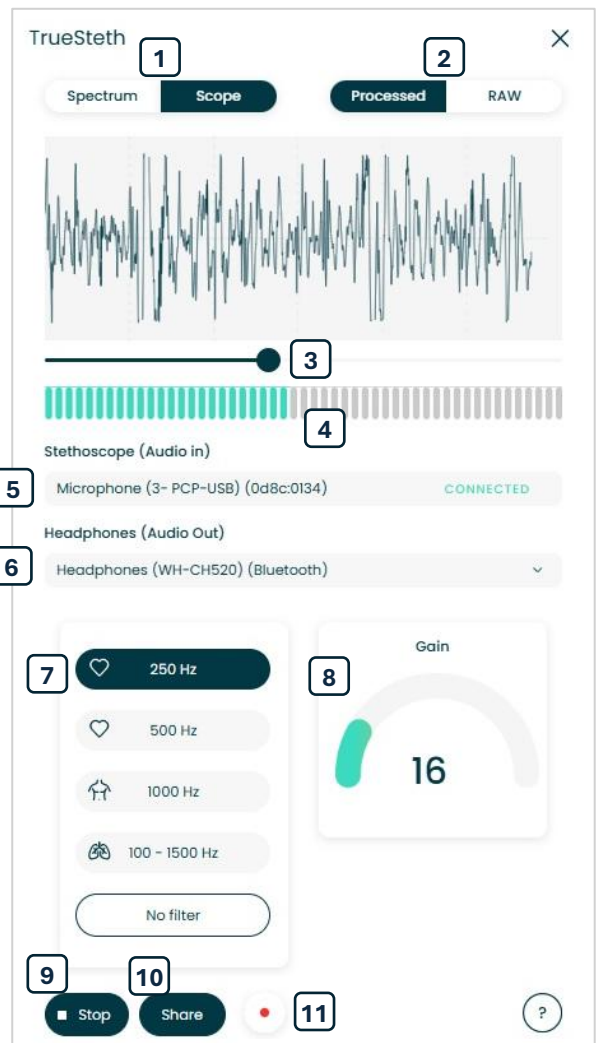 TrueSteth
1
2
Spectrum Scope Processed RAW
3
4
Stethoscope (Audio in)
5
Microphone (3- PCP-USB) (0d8c:0134) CONNECTED
Headphones (Audio Out)
6
Headphones (WH-CH520) (Bluetooth)
7
250 Hz
500 Hz
1000 Hz
100 - 1500 Hz
No filter
8
Gain
16
9
10
Stop Share
11
?